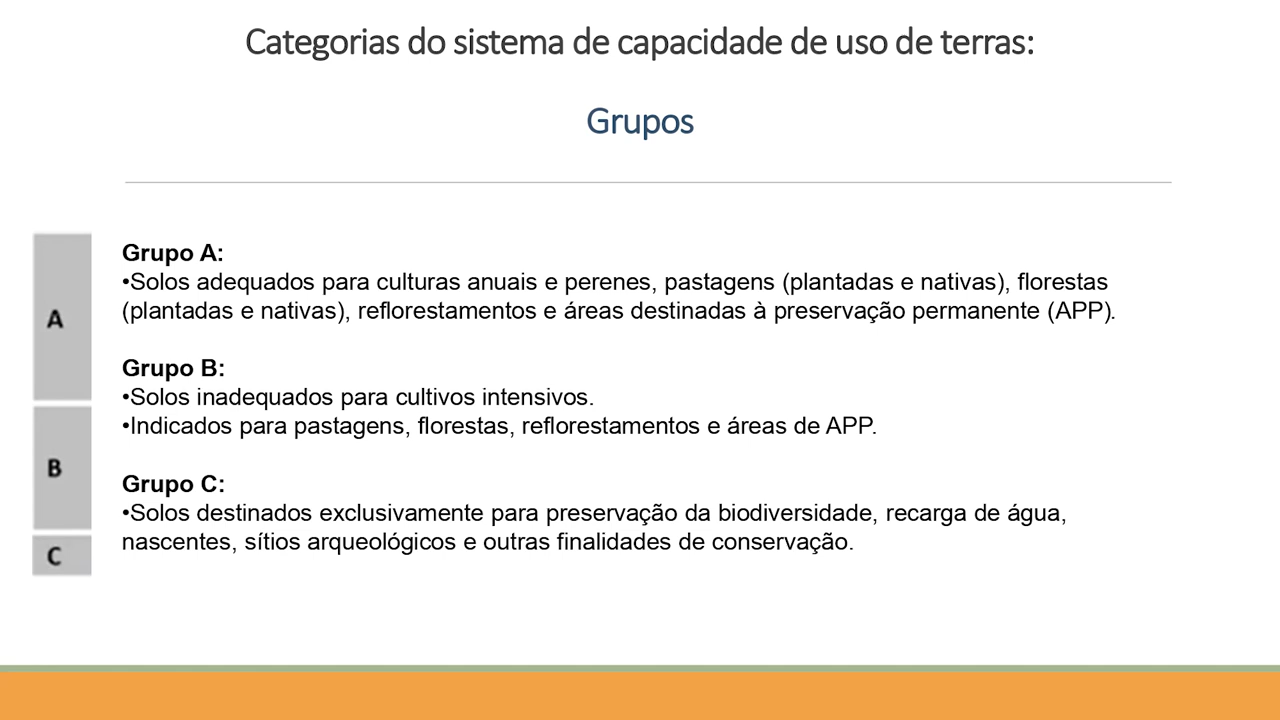 Categorias do sistema de capacidade de uso de terras:
Grupos
A
Grupo A:
•Solos adequados para culturas anuais e perenes, pastagens (plantadas e nativas), florestas
(plantadas e nativas), reflorestamentos e áreas destinadas à preservação permanente (APP).
B
Grupo B:
•Solos inadequados para cultivos intensivos.
•Indicados para pastagens, florestas, reflorestamentos e áreas de APP.
C
Grupo C:
•Solos destinados exclusivamente para preservação da biodiversidade, recarga de água,
nascentes, sítios arqueológicos e outras finalidades de conservação.